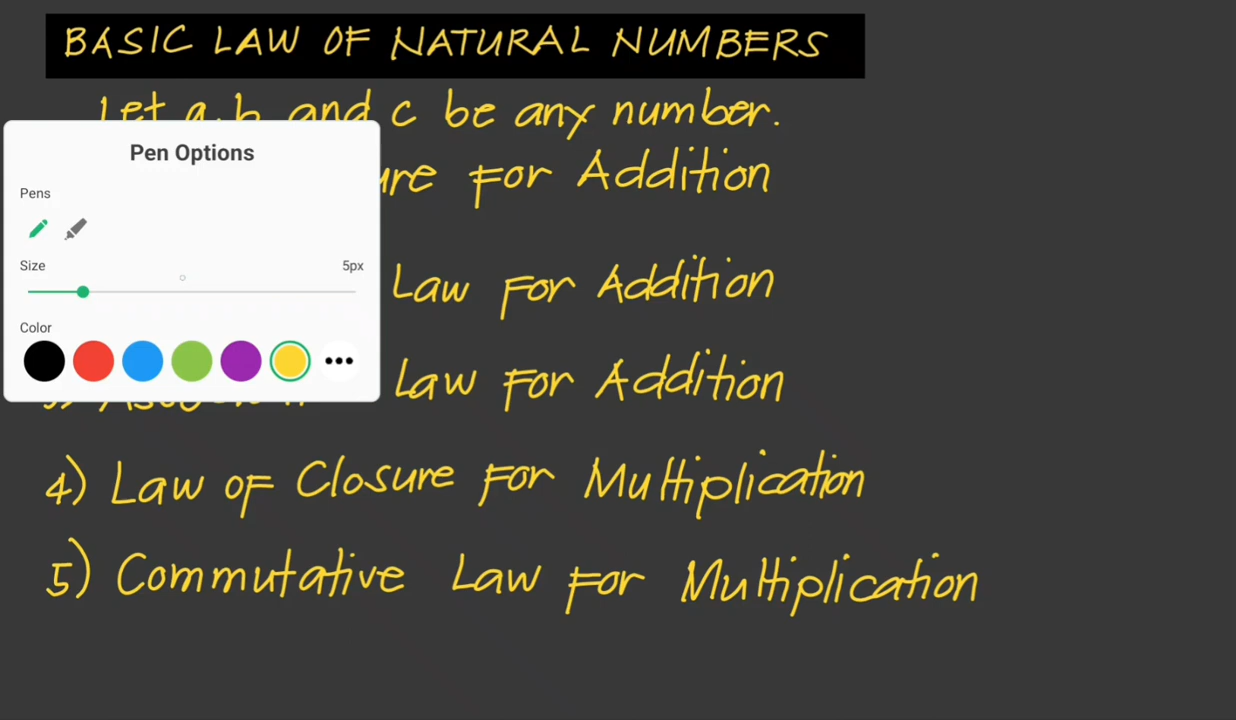 BASIC LAW OF NATURAL NUMBERS
Let a, b and c be any number.
Pen Options
for Addition
Pens
Size 5px
Law for Addition
Color
Law for Addition
4) Law of Closure for Multiplication
5) Commutative Law for Multiplication